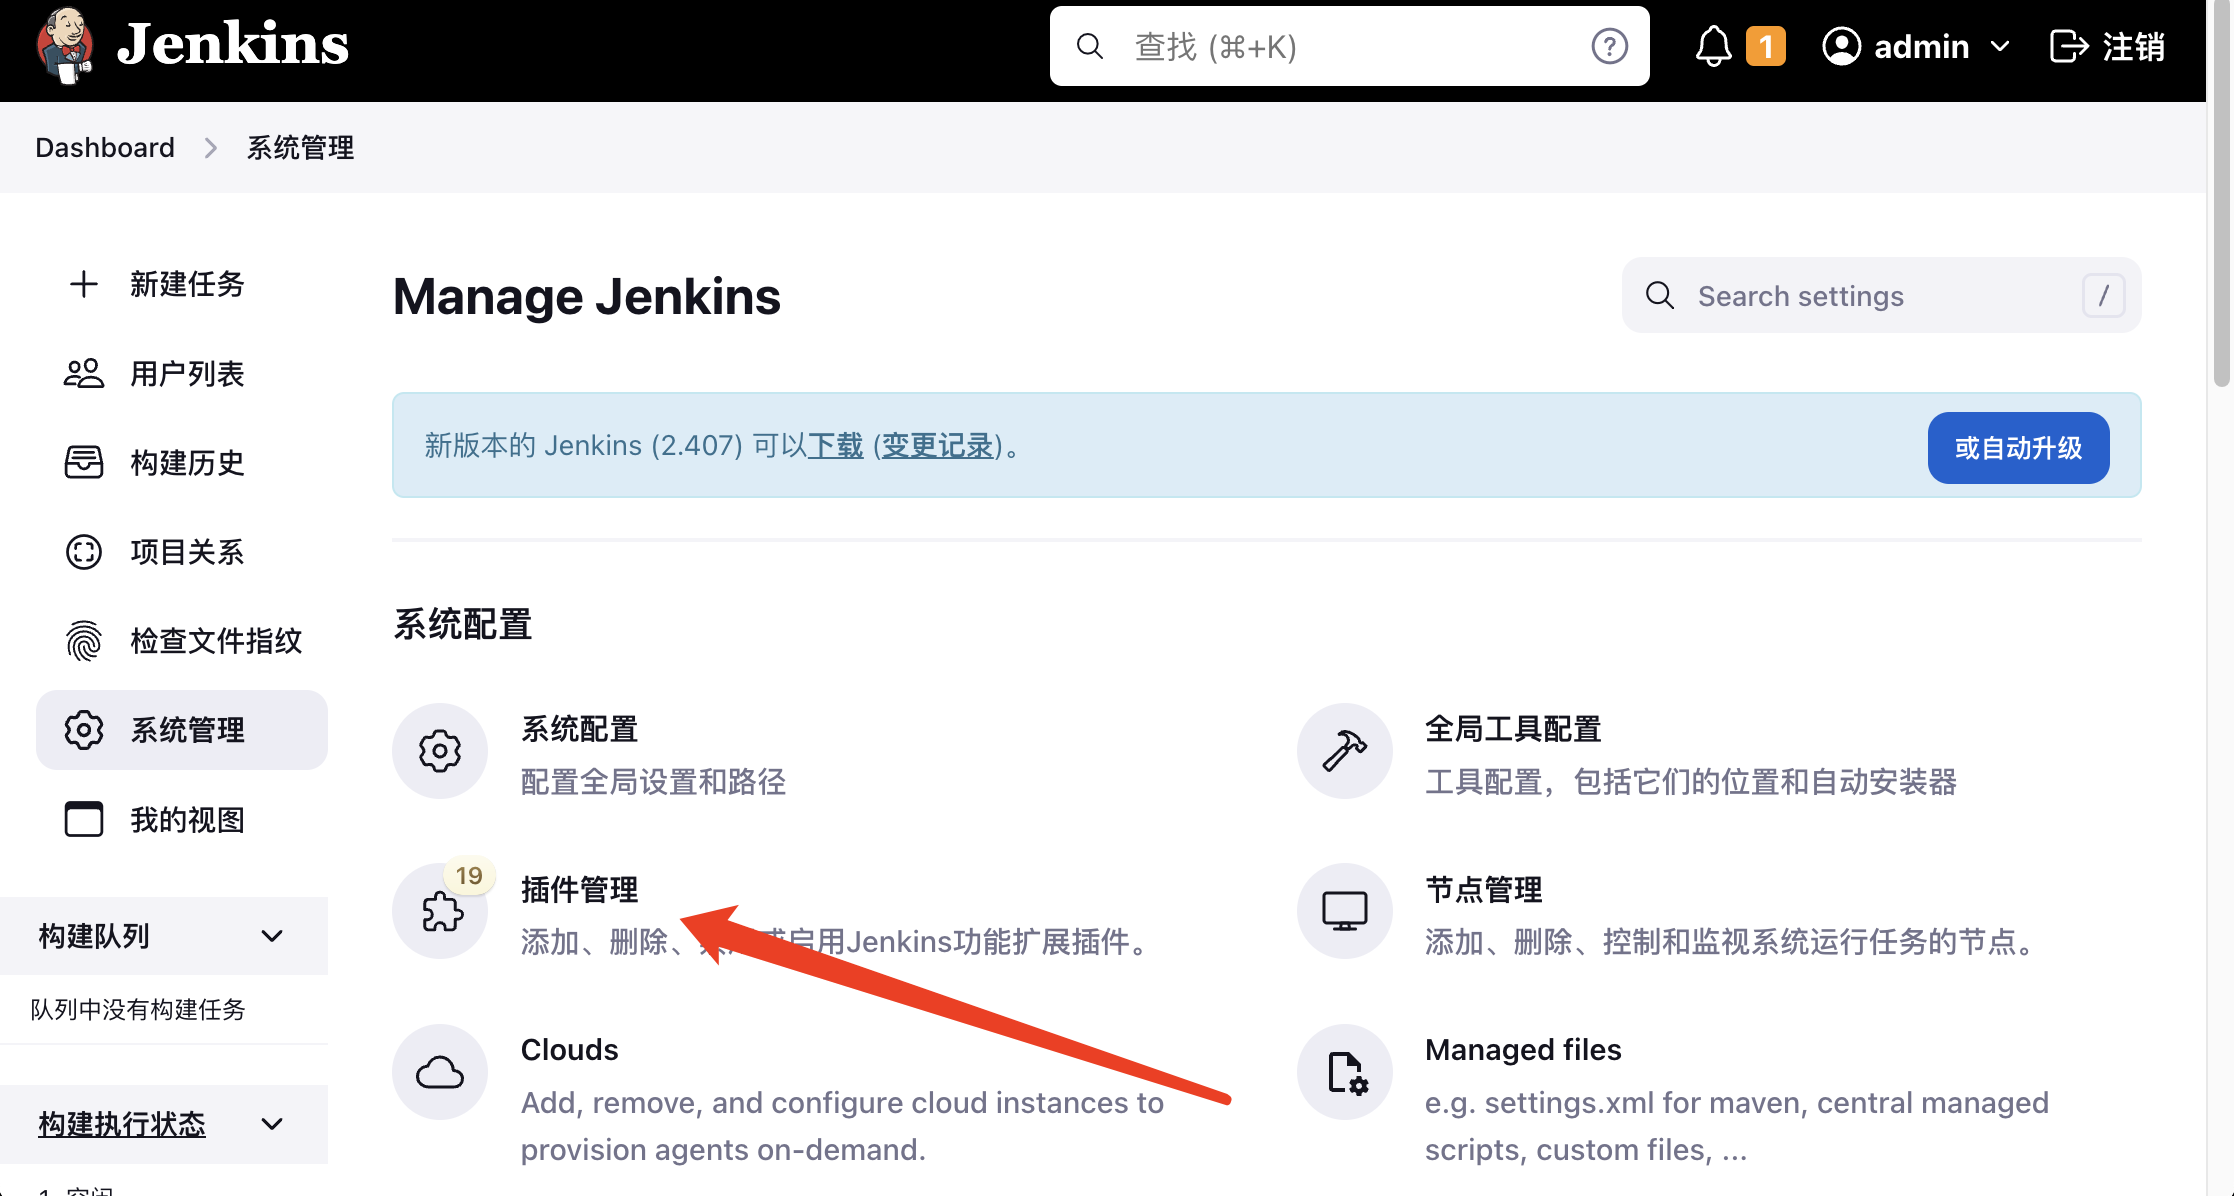 Jenkins
查找 (⌘+K)
1
admin
注销
Dashboard
系统管理
新建任务
用户列表
构建历史
项目关系
检查文件指纹
系统管理
我的视图
构建队列
队列中没有构建任务
构建执行状态
Manage Jenkins
Search settings
/
新版本的 Jenkins (2.407) 可以下载 (变更记录)。
或自动升级
系统配置
系统配置
配置全局设置和路径
全局工具配置
工具配置，包括它们的位置和自动安装器
19
插件管理
添加、删除、 启用Jenkins功能扩展插件。
节点管理
添加、删除、控制和监视系统运行任务的节点。
Clouds
Add, remove, and configure cloud instances to
provision agents on-demand.
Managed files
e.g. settings.xml for maven, central managed
scripts, custom files, ...